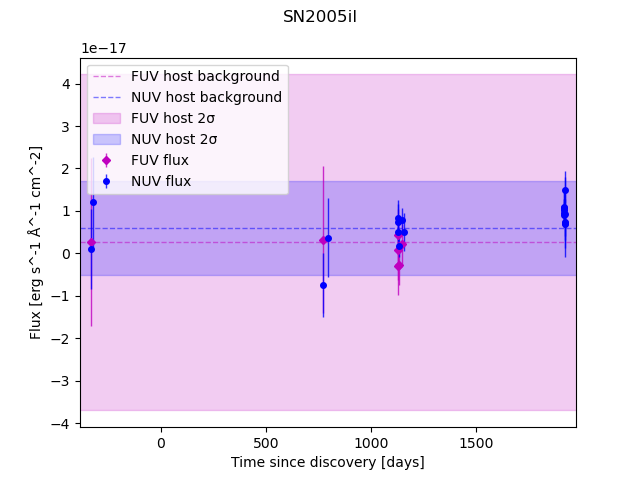 SN2005il
1e−17
FUV host background
NUV host background
FUV host 2σ
NUV host 2σ
FUV flux
NUV flux
4
3
2
1
0
−1
−2
−3
−4
Flux [erg s^-1 Å^-1 cm^-2]
0
500
1000
1500
Time since discovery [days]